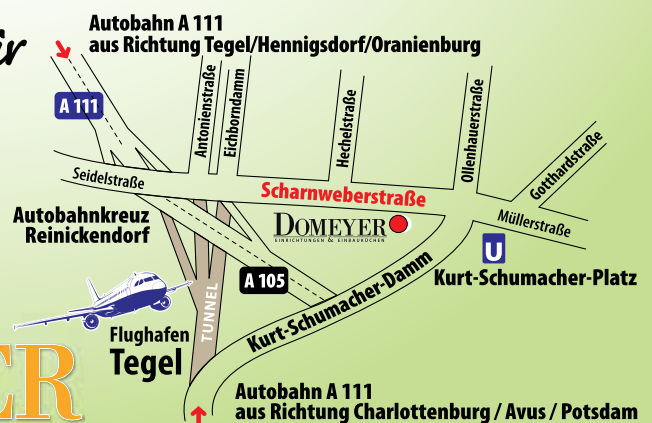 Autobahn A 111
aus Richtung Tegel/Hennigsdorf/Oranienburg
A 111
Antonienstraße
Eichborndamm
Hechelstraße
Ollenhauerstraße
Gotthardstraße
Seidelstraße
Scharnweberstraße
Müllerstraße
Autobahnkreuz
Reinickendorf
DOMEYER
EINRICHTUNGEN & EINBAUKÜCHEN
U
Kurt-Schumacher-Platz
A 105
Kurt-Schumacher-Damm
TUNNEL
Flughafen
Tegel
ER
Autobahn A 111
aus Richtung Charlottenburg / Avus / Potsdam